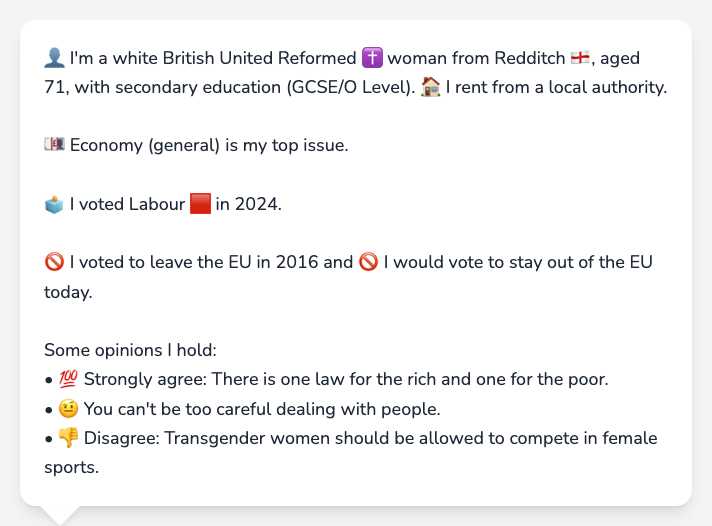 👤 I'm a white British United Reformed ✝️ woman from Redditch 🏴󠁧󠁢󠁥󠁮󠁧󠁿, aged
71, with secondary education (GCSE/O Level). 🏠 I rent from a local authority.
💷 Economy (general) is my top issue.
🗳️ I voted Labour 🟥 in 2024.
🚫 I voted to leave the EU in 2016 and 🚫 I would vote to stay out of the EU
today.
Some opinions I hold:
• 💯 Strongly agree: There is one law for the rich and one for the poor.
• 🤨 You can't be too careful dealing with people.
• 👎 Disagree: Transgender women should be allowed to compete in female
sports.